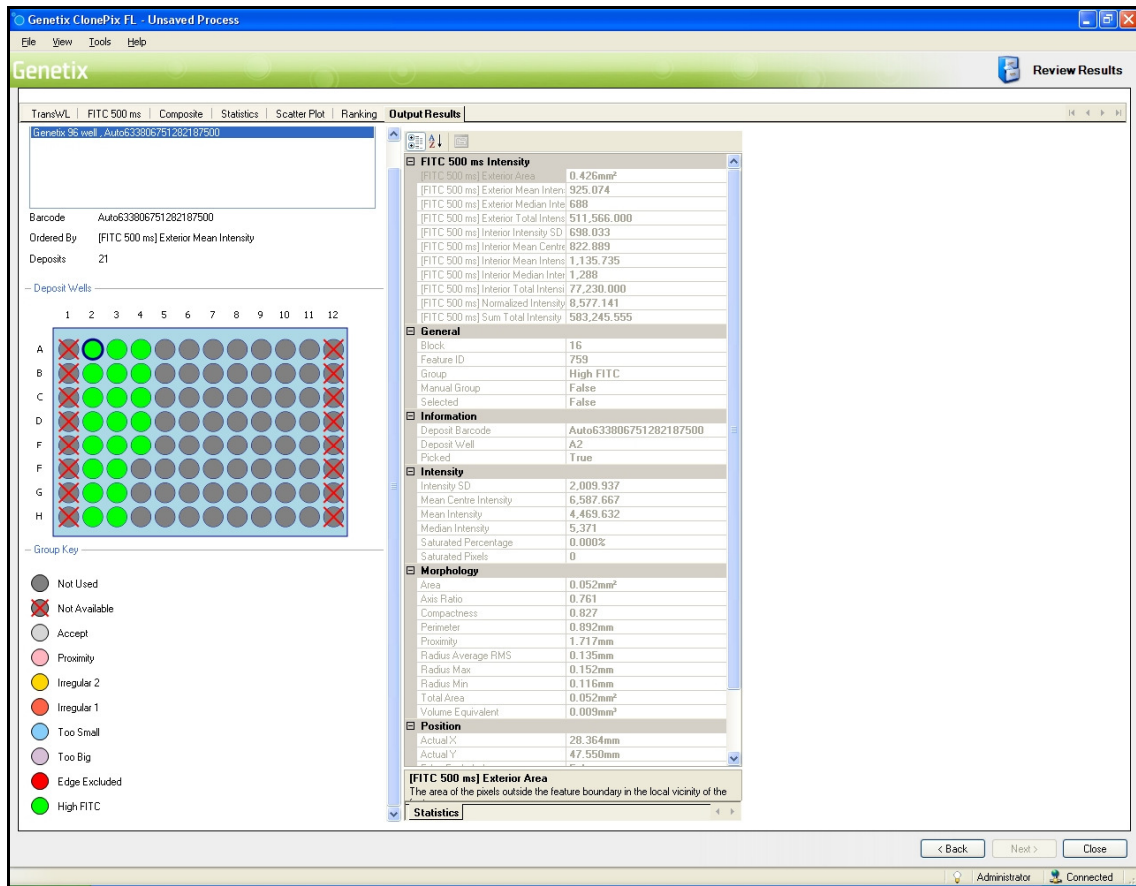 Genetix ClonePix FL - Unsaved Process
File View Tools Help
Genetix Review Results
TransWL FITC 500 ms Composite Statistics Scatter Plot Ranking Output Results
Genetix 96 well , Auto633806751282187500
Barcode Auto633806751282187500
Ordered By [FITC 500 ms] Exterior Mean Intensity
Deposits 21
Deposit Wells
1 2 3 4 5 6 7 8 9 10 11 12
A
B
C
D
F
F
G
H
Group Key
Not Used
Not Available
Accept
Proximity
Irregular 2
Irregular 1
Too Small
Too Big
Edge Excluded
High FITC
FITC 500 ms Intensity
[FITC 500 ms] Exterior Area 0.426mm²
[FITC 500 ms] Exterior Mean Inten: 925.074
[FITC 500 ms] Exterior Median Inte 688
[FITC 500 ms] Exterior Total Intens 511,566.000
[FITC 500 ms] Interior Intensity SD 698.033
[FITC 500 ms] Interior Mean Centre 822.889
[FITC 500 ms] Interior Mean Intens 1,135.735
[FITC 500 ms] Interior Median Inter 1,288
[FITC 500 ms] Interior Total Intensi 77,230.000
[FITC 500 ms] Normalized Intensity 8,577.141
[FITC 500 ms] Sum Total Intensity 583,245.555
General
Block 16
Feature ID 759
Group High FITC
Manual Group False
Selected False
Information
Deposit Barcode Auto633806751282187500
Deposit Well A2
Picked True
Intensity
Intensity SD 2,009.937
Mean Centre Intensity 6,587.667
Mean Intensity 4,469.632
Median Intensity 5,371
Saturated Percentage 0.000%
Saturated Pixels 0
Morphology
Area 0.052mm²
Axis Ratio 0.761
Compactness 0.827
Perimeter 0.892mm
Proximity 1.717mm
Radius Average RMS 0.135mm
Radius Max 0.152mm
Radius Min 0.116mm
Total Area 0.052mm²
Volume Equivalent 0.009mm³
Position
Actual X 28.364mm
Actual Y 47.550mm
[FITC 500 ms] Exterior Area
The area of the pixels outside the feature boundary in the local vicinity of the
Statistics
< Back Next > Close
Administrator Connected